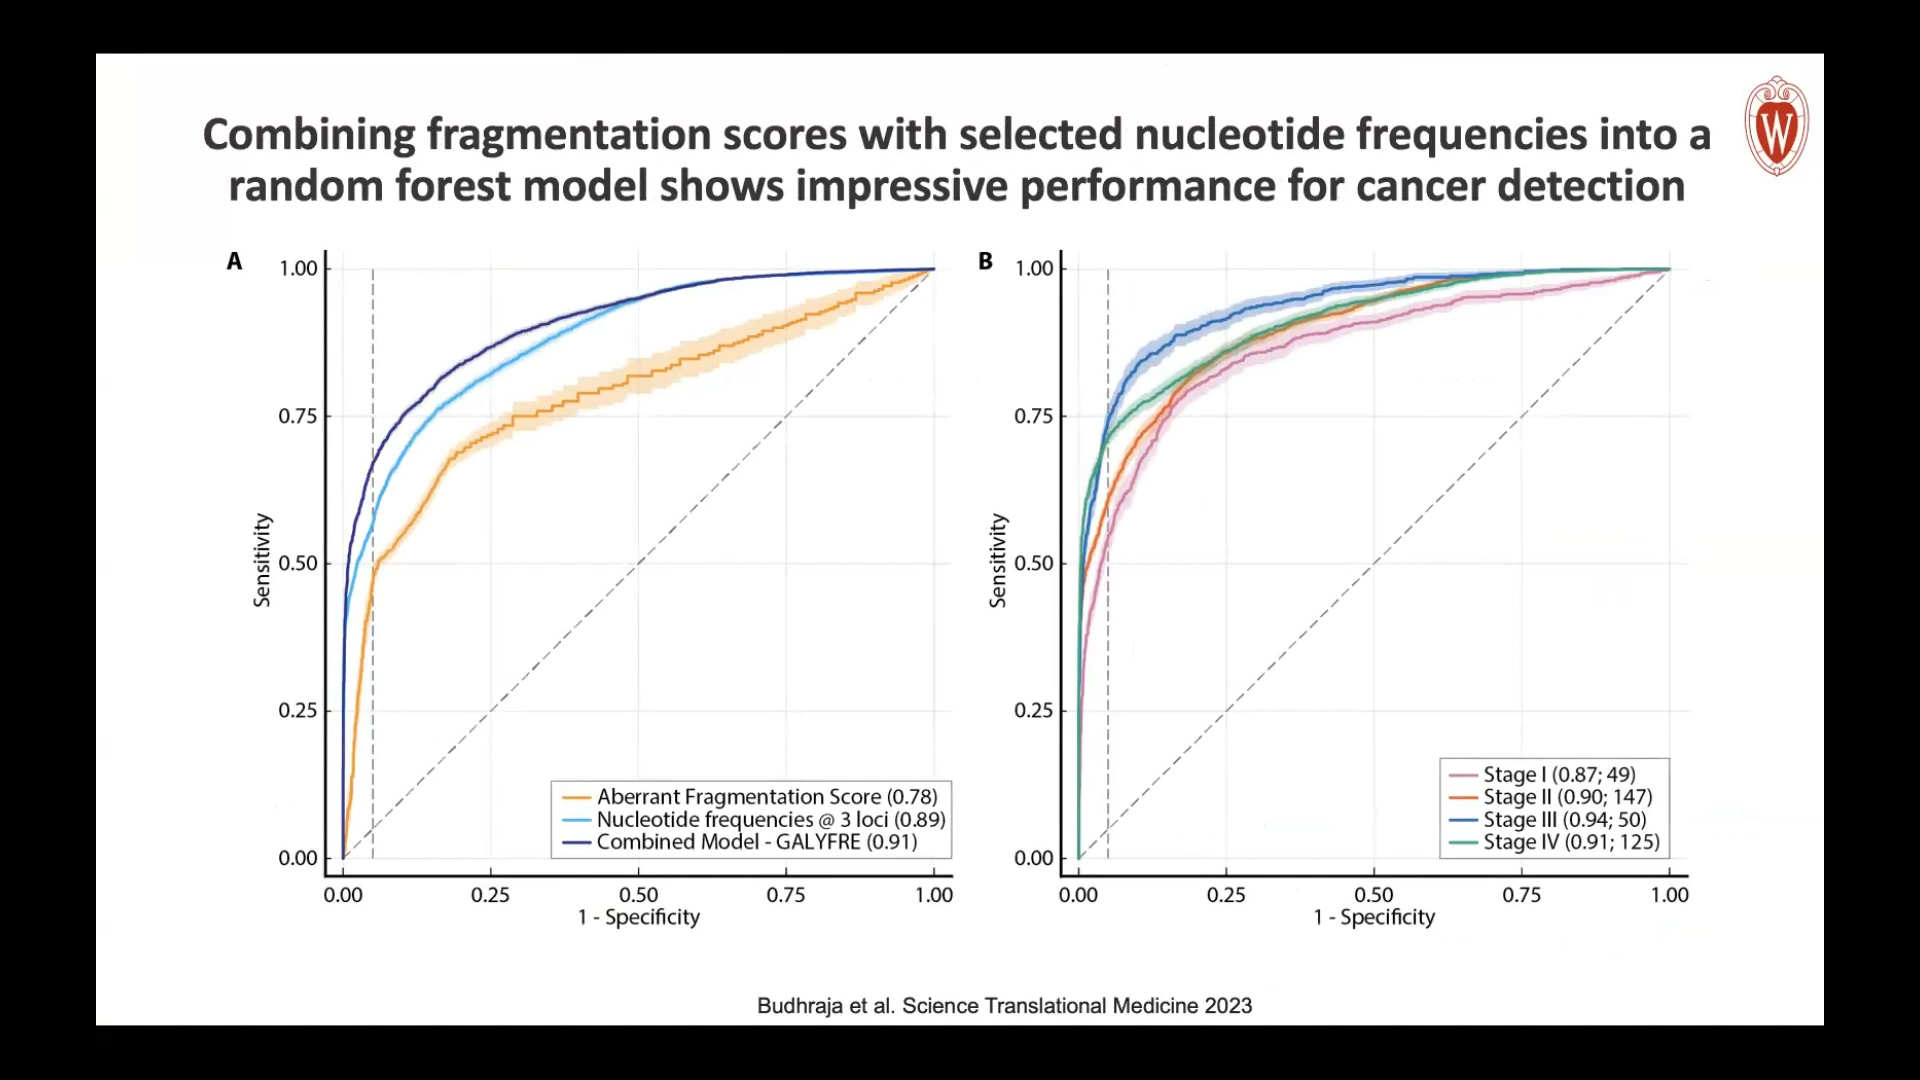 Combining fragmentation scores with selected nucleotide frequencies into a
random forest model shows impressive performance for cancer detection
W
A
1.00
0.75
0.50
0.25
0.00
Sensitivity
0.00 0.25 0.50 0.75 1.00
1 - Specificity
Aberrant Fragmentation Score (0.78)
Nucleotide frequencies @ 3 loci (0.89)
Combined Model - GALYFRE (0.91)
B
1.00
0.75
0.50
0.25
0.00
Sensitivity
0.00 0.25 0.50 0.75 1.00
1 - Specificity
Stage I (0.87; 49)
Stage II (0.90; 147)
Stage III (0.94; 50)
Stage IV (0.91; 125)
Budhraja et al. Science Translational Medicine 2023